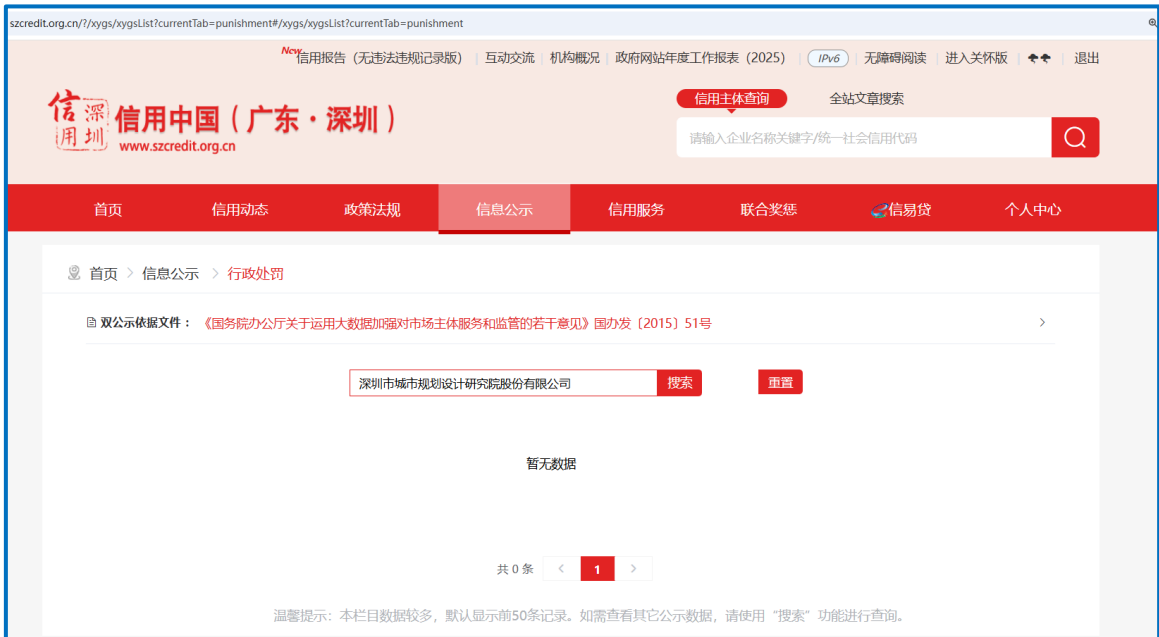 szcredit.org.cn/?/xygs/xygsList?currentTab=punishment#/xygs/xygsList?currentTab=punishment
New 信用报告（无违法违规记录版） 互动交流 机构概况 政府网站年度工作报表（2025） IPv6 无障碍阅读 进入关怀版 退出
信用 深圳 信用中国（广东・深圳）
www.szcredit.org.cn
信用主体查询 全站文章搜索
请输入企业名称关键字/统一社会信用代码
首页 信用动态 政策法规 信息公示 信用服务 联合奖惩 信易贷 个人中心
首页 > 信息公示 > 行政处罚
双公示依据文件： 《国务院办公厅关于运用大数据加强对市场主体服务和监管的若干意见》国办发〔2015〕51号 >
深圳市城市规划设计研究院股份有限公司 搜索 重置
暂无数据
共 0 条 < 1 >
温馨提示：本栏目数据较多，默认显示前50条记录。如需查看其它公示数据，请使用“搜索”功能进行查询。